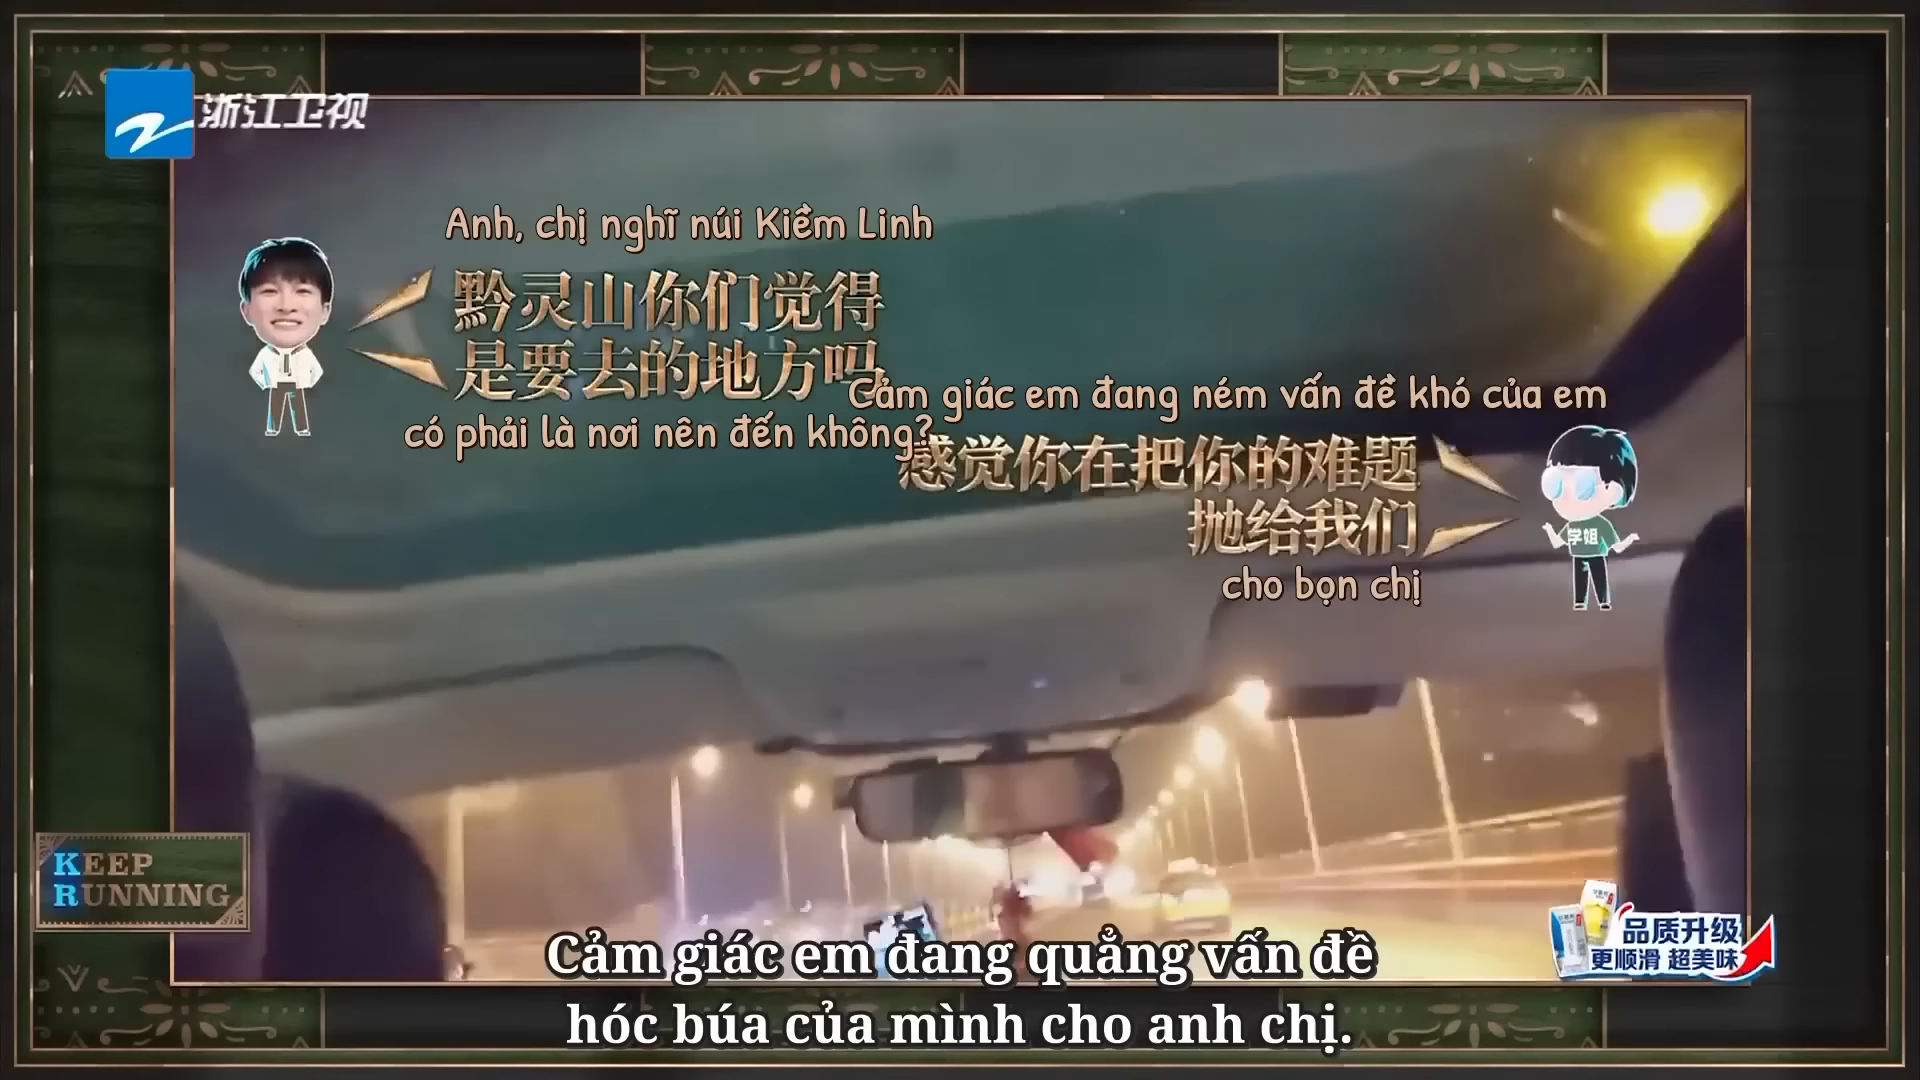 浙江卫视
Anh, chị nghĩ núi Kiềm Linh
黔灵山你们觉得
是要去的地方吗
có phải là nơi nên đến không?
Cảm giác em đang ném vấn đề khó của em
感觉你在把你的难题
抛给我们
cho bọn chị
学姐
KEEP
RUNNING
品质升级
更顺滑 超美味
Cảm giác em đang quẳng vấn đề
hóc búa của mình cho anh chị.